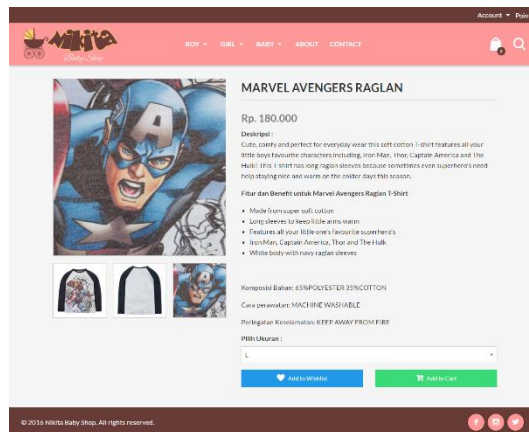 Account
Poin
Nikita
Baby Shop
BOY
GIRL
BABY
ABOUT
CONTACT
0
MARVEL AVENGERS RAGLAN
Rp. 180.000
Deskripsi :
Cute, comfy and perfect for everyday wear this soft cotton T-shirt features all your
little boys favourite characters including, Iron Man, Thor, Captain America and The
Hulk! This T-shirt has long raglan sleeves because sometimes even superhero's need
help staying nice and warm on the colder days this season.
Fitur dan Benefit untuk Marvel Avengers Raglan T-Shirt
• Made from super soft cotton
• Long sleeves to keep little arms warm
• Features all your little one's favourite superhero's
• Iron Man, Captain America, Thor and The Hulk
• White body with navy raglan sleeves
Komposisi Bahan: 65%POLYESTER 35%COTTON
Cara perawatan: MACHINE WASHABLE
Peringatan Keselamatan: KEEP AWAY FROM FIRE
Pilih Ukuran :
L
Add to Wishlist
Add to Cart
© 2016 Nikita Baby Shop. All rights reserved.